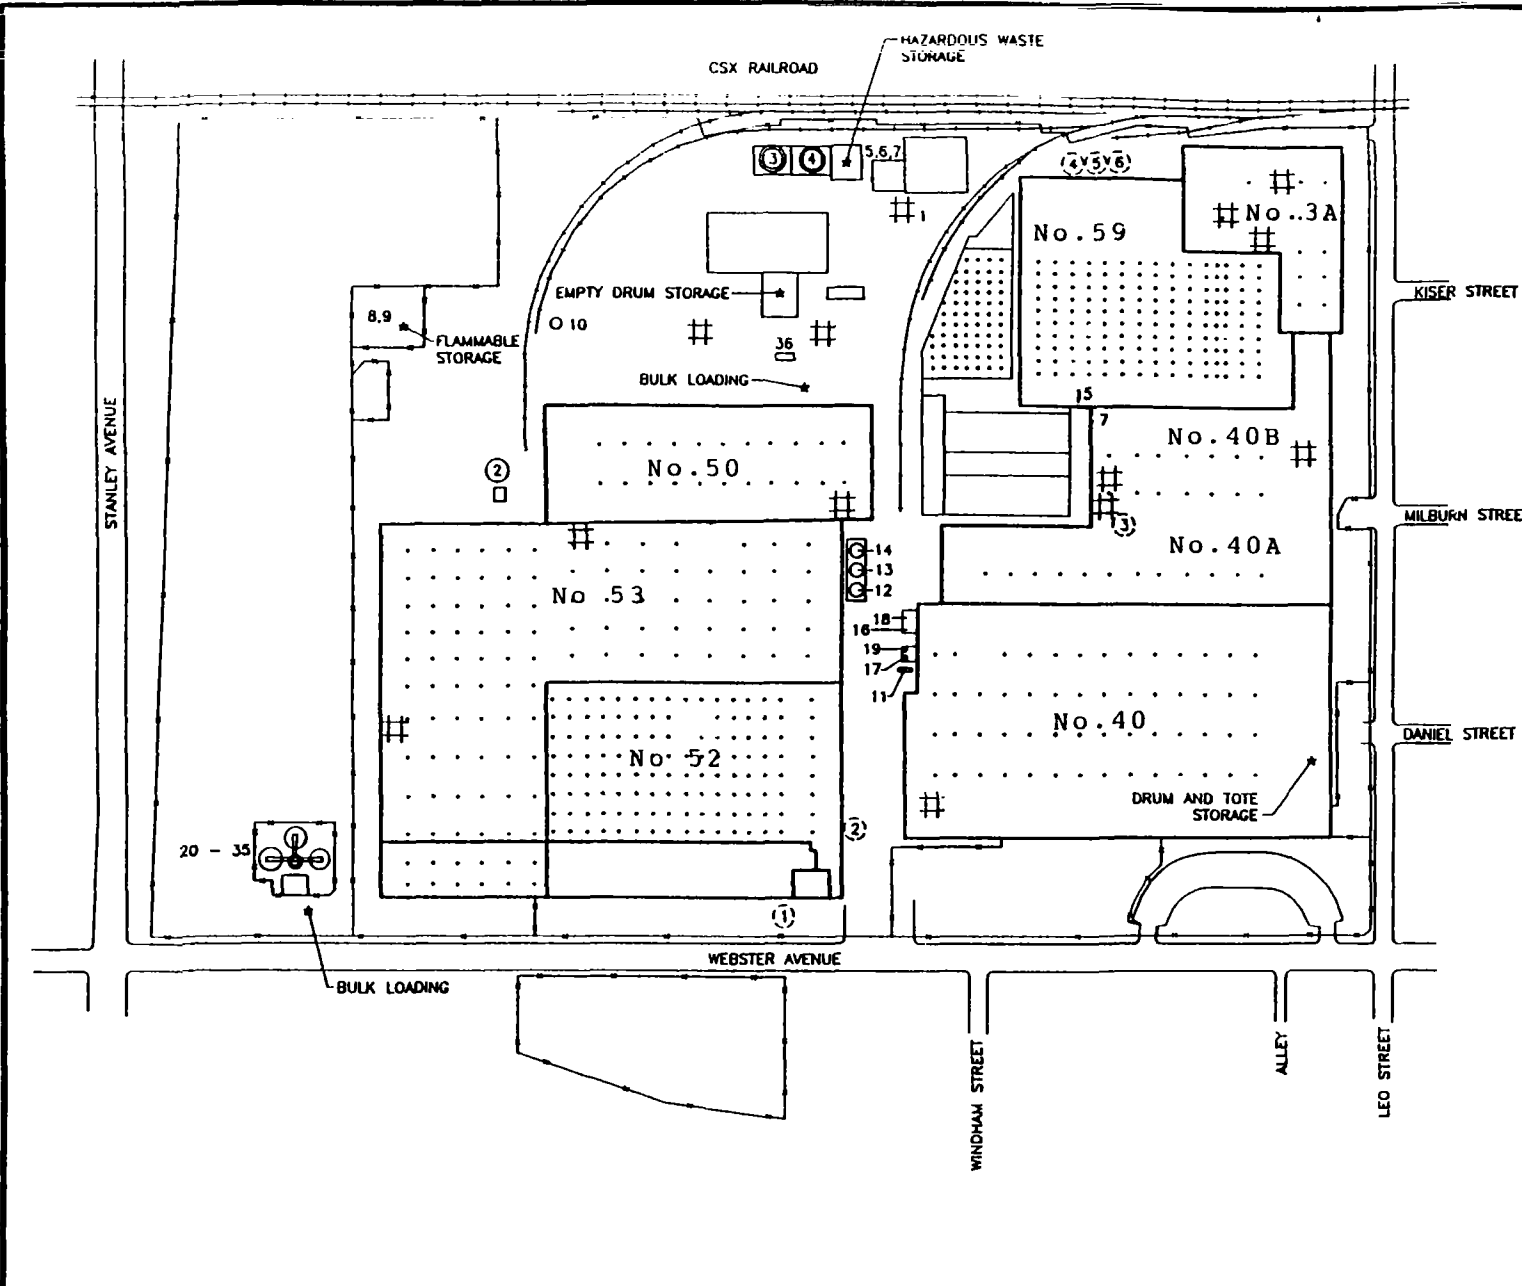 HAZARDOUS WASTE
STORAGE
CSX RAILROAD
3 4
5,6,7
4 5 6
1
No. 3A
No.59
KISER STREET
EMPTY DRUM STORAGE
8,9
10
FLAMMABLE
STORAGE
36
BULK LOADING
15
7
No.40B
No.50
2
STANLEY AVENUE
MILBURN STREE
3
No.40A
14
13
12
No .53
18
16
19
17
11
No.40
DANIEL STREET
No 52
DRUM AND TOTE
STORAGE
2
20 - 35
1
WEBSTER AVENUE
BULK LOADING
WINDHAM STREET
ALLEY
LEO STREET